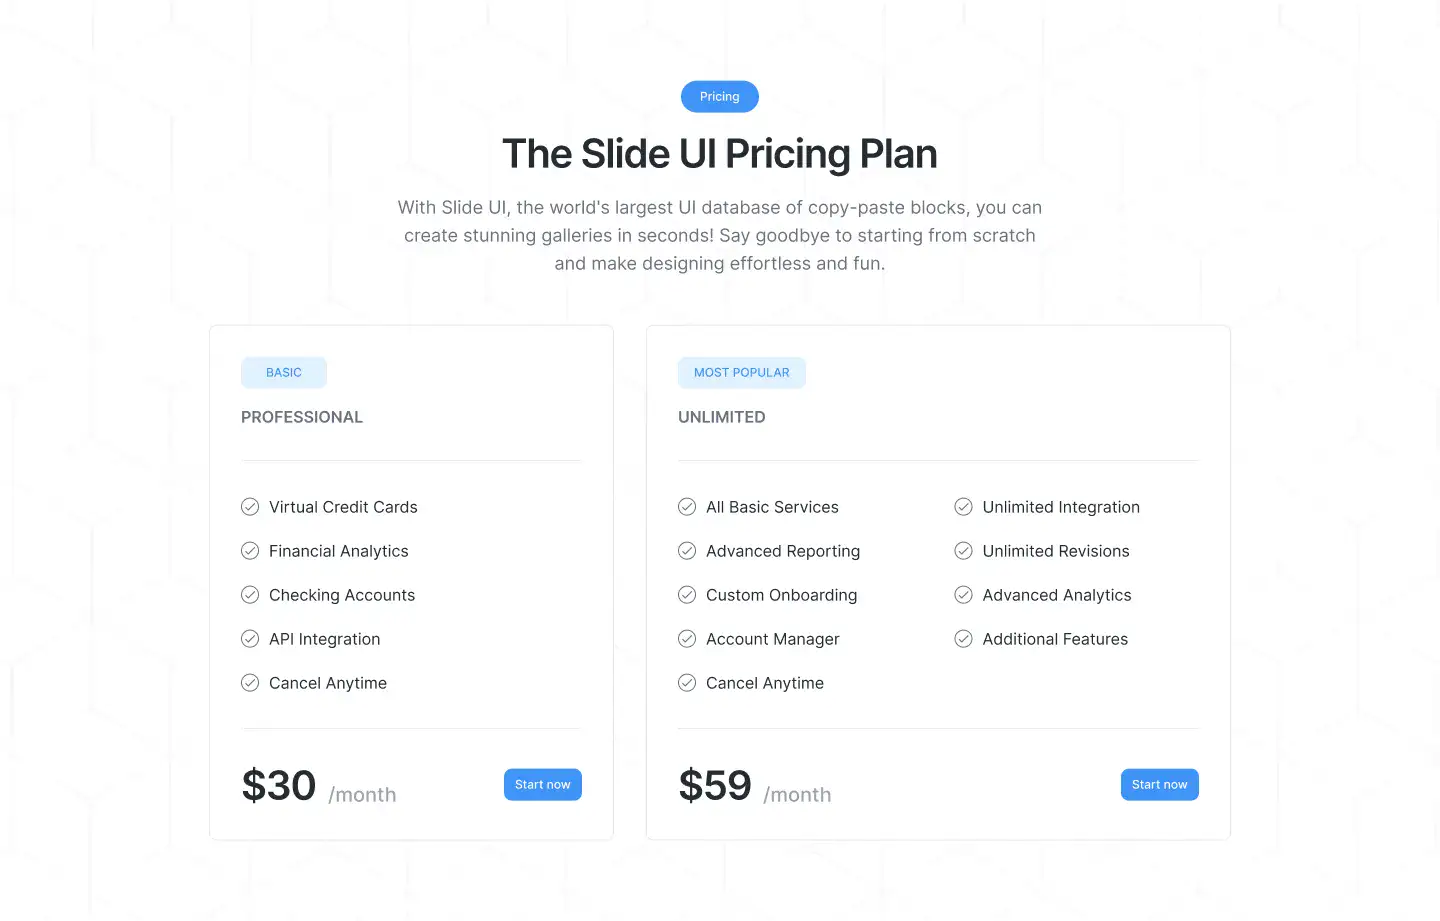 Pricing
The Slide UI Pricing Plan
With Slide UI, the world's largest UI database of copy-paste blocks, you can
create stunning galleries in seconds! Say goodbye to starting from scratch
and make designing effortless and fun.
BASIC
PROFESSIONAL
Virtual Credit Cards
Financial Analytics
Checking Accounts
API Integration
Cancel Anytime
$30 /month
Start now
MOST POPULAR
UNLIMITED
All Basic Services
Advanced Reporting
Custom Onboarding
Account Manager
Cancel Anytime
Unlimited Integration
Unlimited Revisions
Advanced Analytics
Additional Features
$59 /month
Start now